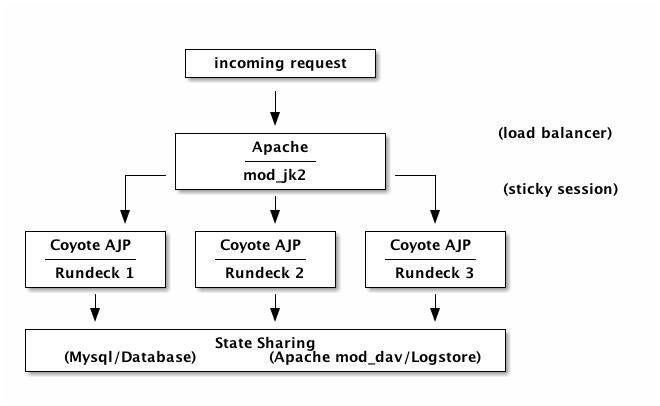 incoming request
(load balancer)
Apache
mod_jk2
(sticky session)
Coyote AJP
Rundeck 1
Coyote AJP
Rundeck 2
Coyote AJP
Rundeck 3
State Sharing
(Mysql/Database) (Apache mod_dav/Logstore)